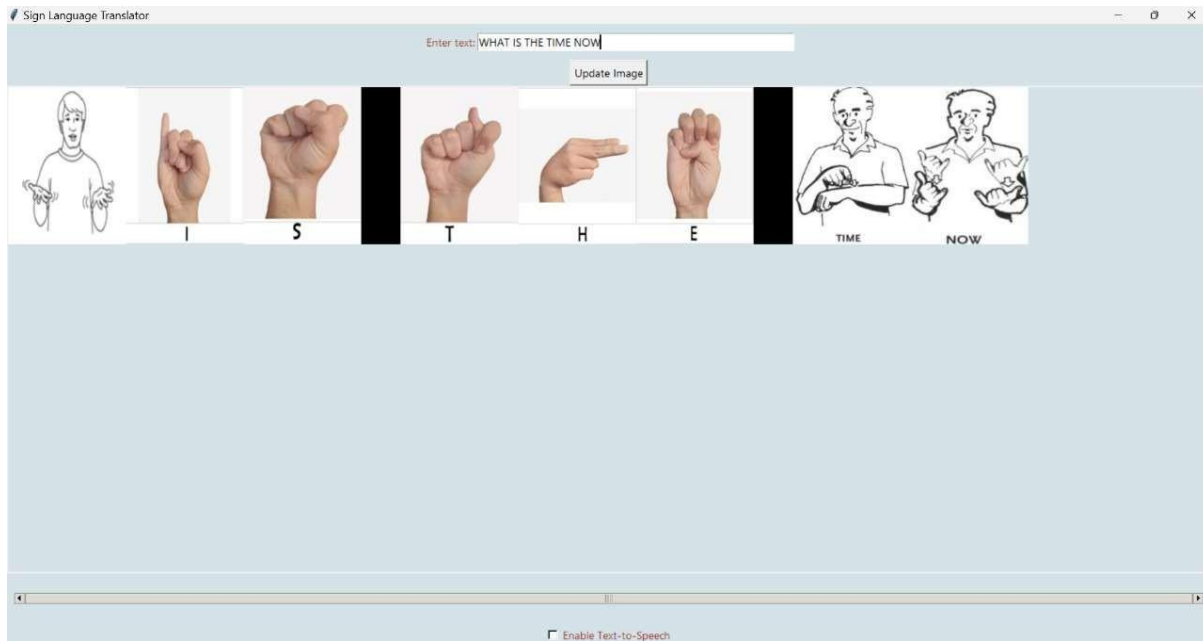 Sign Language Translator
Enter text: WHAT IS THE TIME NOW
Update Image
I S T H E TIME NOW
Enable Text-to-Speech